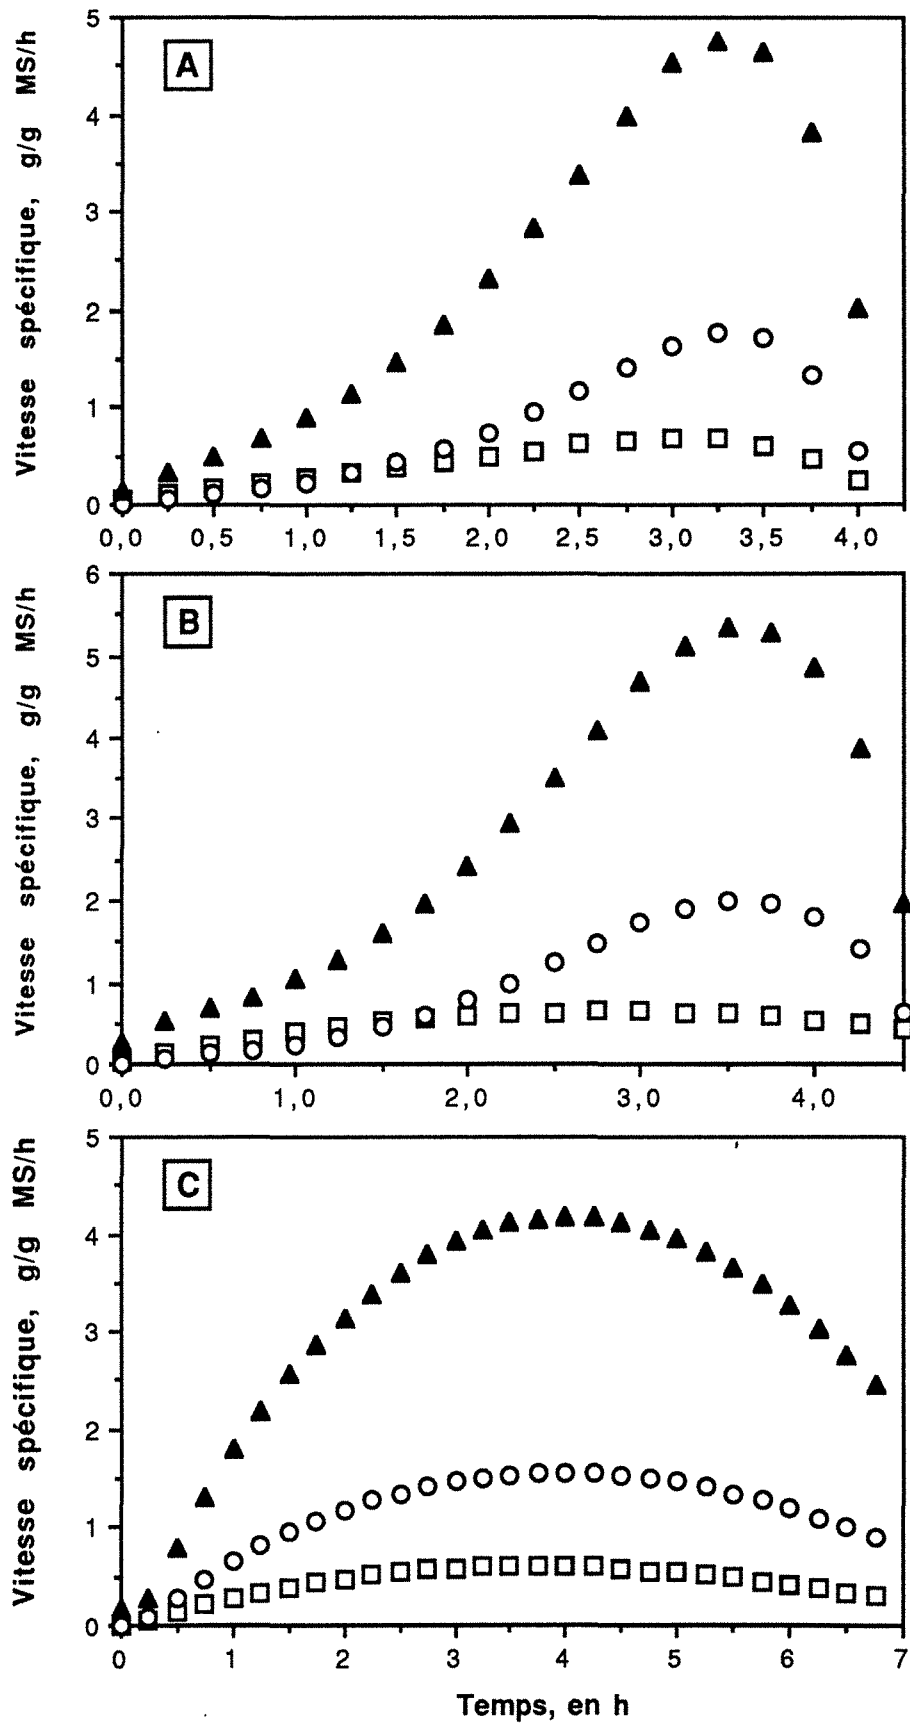 A
Vitesse spécifique, g/g MS/h
5
4
3
2
1
0
0,0 0,5 1,0 1,5 2,0 2,5 3,0 3,5 4,0
B
Vitesse spécifique, g/g MS/h
6
5
4
3
2
1
0
0,0 1,0 2,0 3,0 4,0
C
Vitesse spécifique, g/g MS/h
5
4
3
2
1
0
0 1 2 3 4 5 6 7
Temps, en h